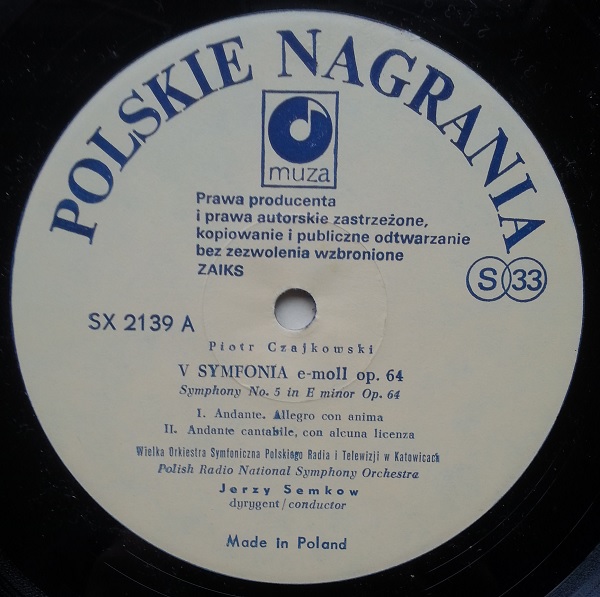 POLSKIE NAGRANIA
muza
Prawa producenta
i prawa autorskie zastrzeżone,
kopiowanie i publiczne odtwarzanie
bez zezwolenia wzbronione
ZAIKS
S 33
SX 2139 A
Piotr Czajkowski
V SYMFONIA e-moll op. 64
Symphony No. 5 in E minor Op. 64
I. Andante. Allegro con anima
II. Andante cantabile, con alcuna licenza
Wielka Orkiestra Symfoniczna Polskiego Radia i Telewizji w Katowicach
Polish Radio National Symphony Orchestra
Jerzy Semkow
dyrygent/conductor
Made in Poland